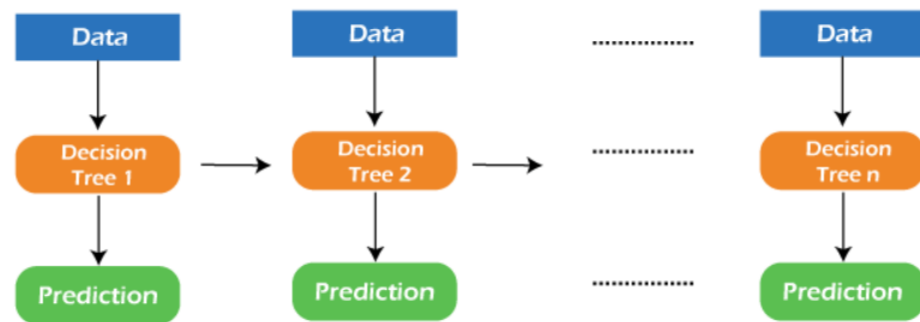 Data
Data
Data
Decision
Tree 1
Decision
Tree 2
Decision
Tree n
Prediction
Prediction
Prediction